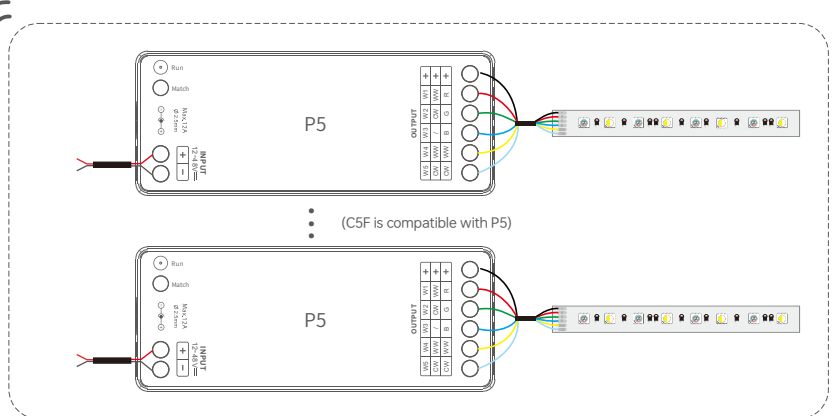 Run
Match
Max.12A
Ø 2.5mm
+
−
INPUT
12~48V
P5
OUTPUT
+ + +
W1 WW R
W2 CW G
W3 / B
W4 WW WW
W5 CW CW
(C5F is compatible with P5)
Run
Match
Max.12A
Ø 2.5mm
+
−
INPUT
12~48V
P5
OUTPUT
+ + +
W1 WW R
W2 CW G
W3 / B
W4 WW WW
W5 CW CW